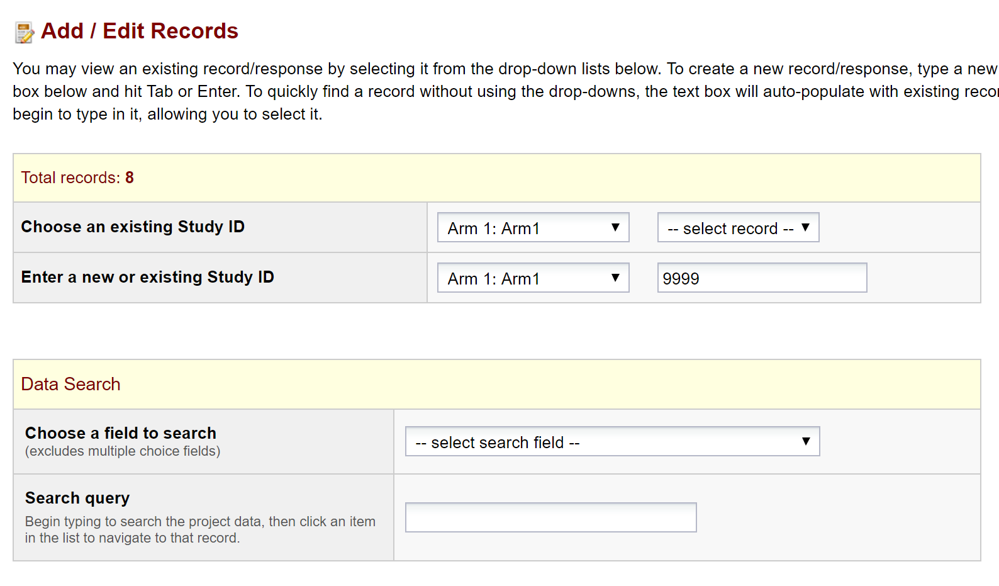 Add / Edit Records
You may view an existing record/response by selecting it from the drop-down lists below. To create a new record/response, type a new
box below and hit Tab or Enter. To quickly find a record without using the drop-downs, the text box will auto-populate with existing
begin to type in it, allowing you to select it.
Total records: 8
Choose an existing Study ID
Arm 1: Arm1
-- select record --
Enter a new or existing Study ID
Arm 1: Arm1
9999
Data Search
Choose a field to search
(excludes multiple choice fields)
-- select search field --
Search query
Begin typing to search the project data, then click an item
in the list to navigate to that record.